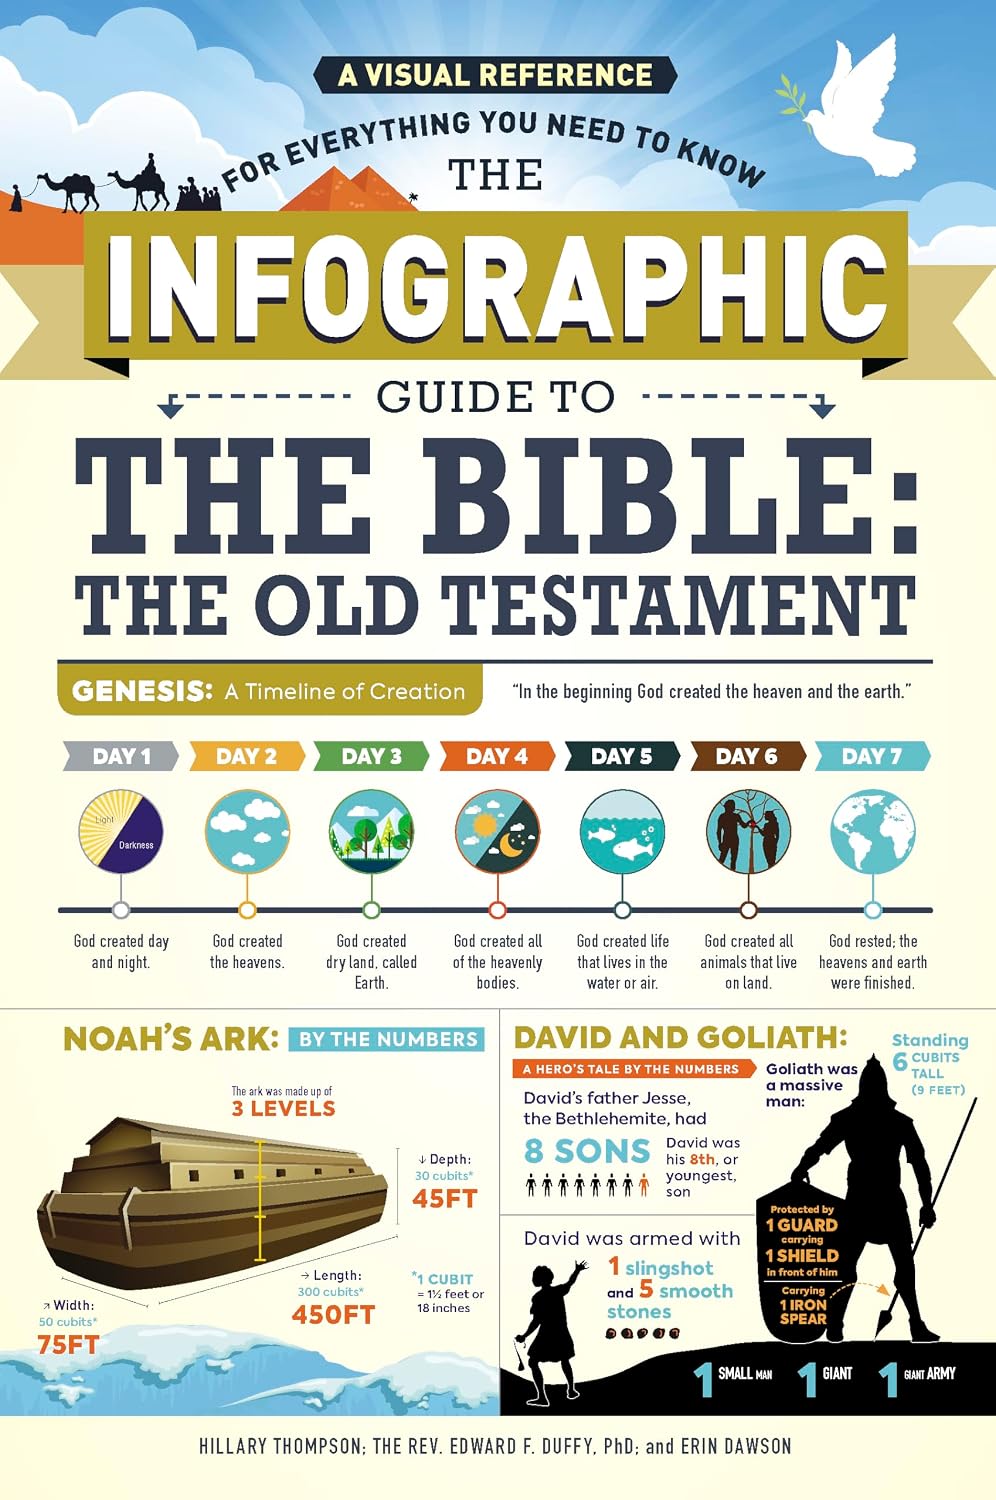 A VISUAL REFERENCE
FOR EVERYTHING YOU NEED TO KNOW
THE
INFOGRAPHIC
GUIDE TO
THE BIBLE:
THE OLD TESTAMENT
GENESIS: A Timeline of Creation
“In the beginning God created the heaven and the earth.”
DAY 1
DAY 2
DAY 3
DAY 4
DAY 5
DAY 6
DAY 7
Light
Darkness
God created day
and night.
God created
the heavens.
God created
dry land, called
Earth.
God created all
of the heavenly
bodies.
God created life
that lives in the
water or air.
God created all
animals that live
on land.
God rested; the
heavens and earth
were finished.
NOAH’S ARK: BY THE NUMBERS
The ark was made up of
3 LEVELS
↓ Depth:
30 cubits*
45FT
→ Length:
300 cubits*
450FT
*1 CUBIT
= 1½ feet or
18 inches
↗ Width:
50 cubits*
75FT
DAVID AND GOLIATH:
A HERO’S TALE BY THE NUMBERS
David’s father Jesse,
the Bethlehemite, had
8 SONS
David was
his 8th, or
youngest,
son
Goliath was
a massive
man:
Standing
6 CUBITS
TALL
(9 FEET)
Protected by
1 GUARD
carrying
1 SHIELD
in front of him
Carrying
1 IRON
SPEAR
David was armed with
1 slingshot
and 5 smooth
stones
1 SMALL MAN
1 GIANT
1 GIANT ARMY
HILLARY THOMPSON; THE REV. EDWARD F. DUFFY, PhD; and ERIN DAWSON